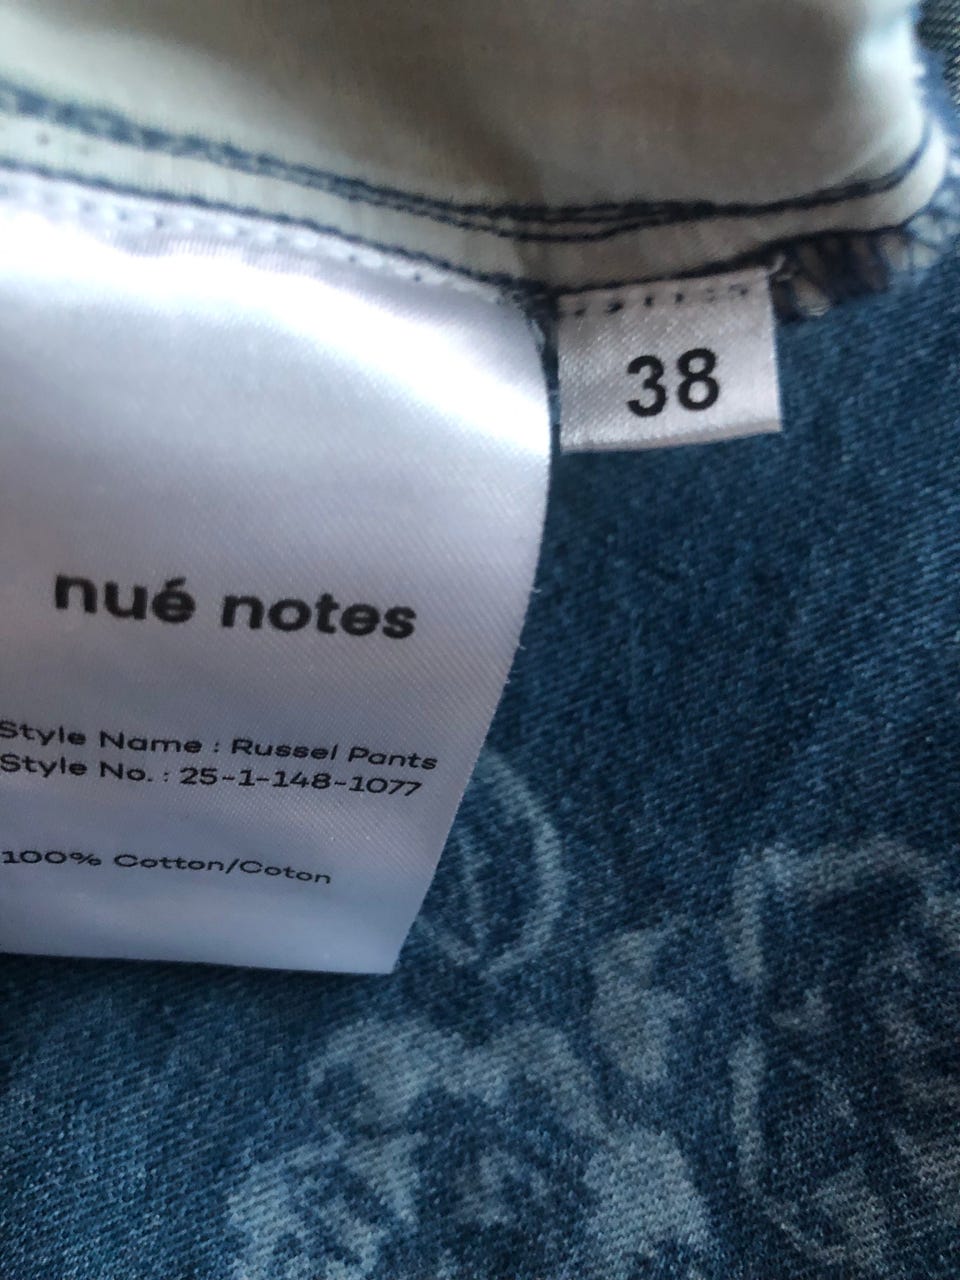 38
nué notes
Style Name : Russel Pants
Style No. : 25-1-148-1077
100% Cotton/Coton